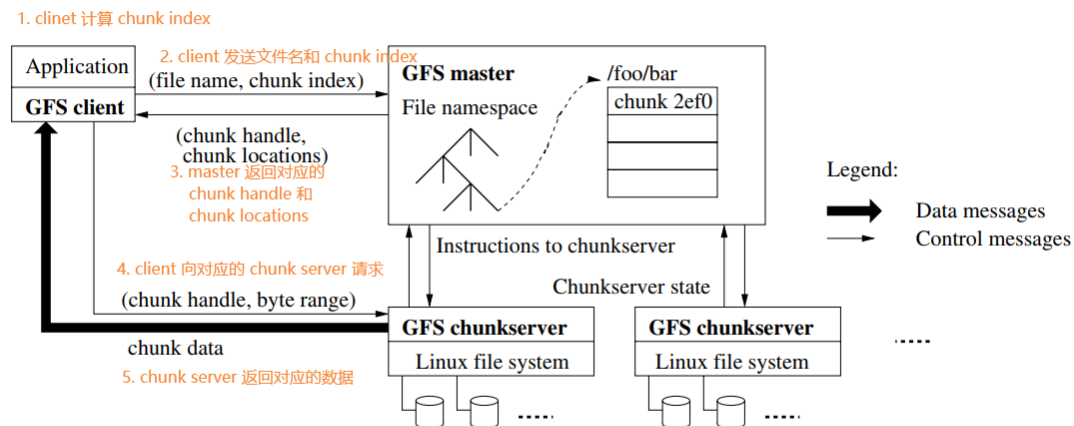 1. clinet 计算 chunk index
2. client 发送文件名和 chunk index
Application
(file name, chunk index)
GFS client
GFS master
File namespace
/foo/bar
chunk 2ef0
(chunk handle,
chunk locations)
3. master 返回对应的
chunk handle 和
chunk locations
Legend:
Data messages
Control messages
Instructions to chunkserver
Chunkserver state
4. client 向对应的 chunk server 请求
(chunk handle, byte range)
chunk data
5. chunk server 返回对应的数据
GFS chunkserver
Linux file system
GFS chunkserver
Linux file system